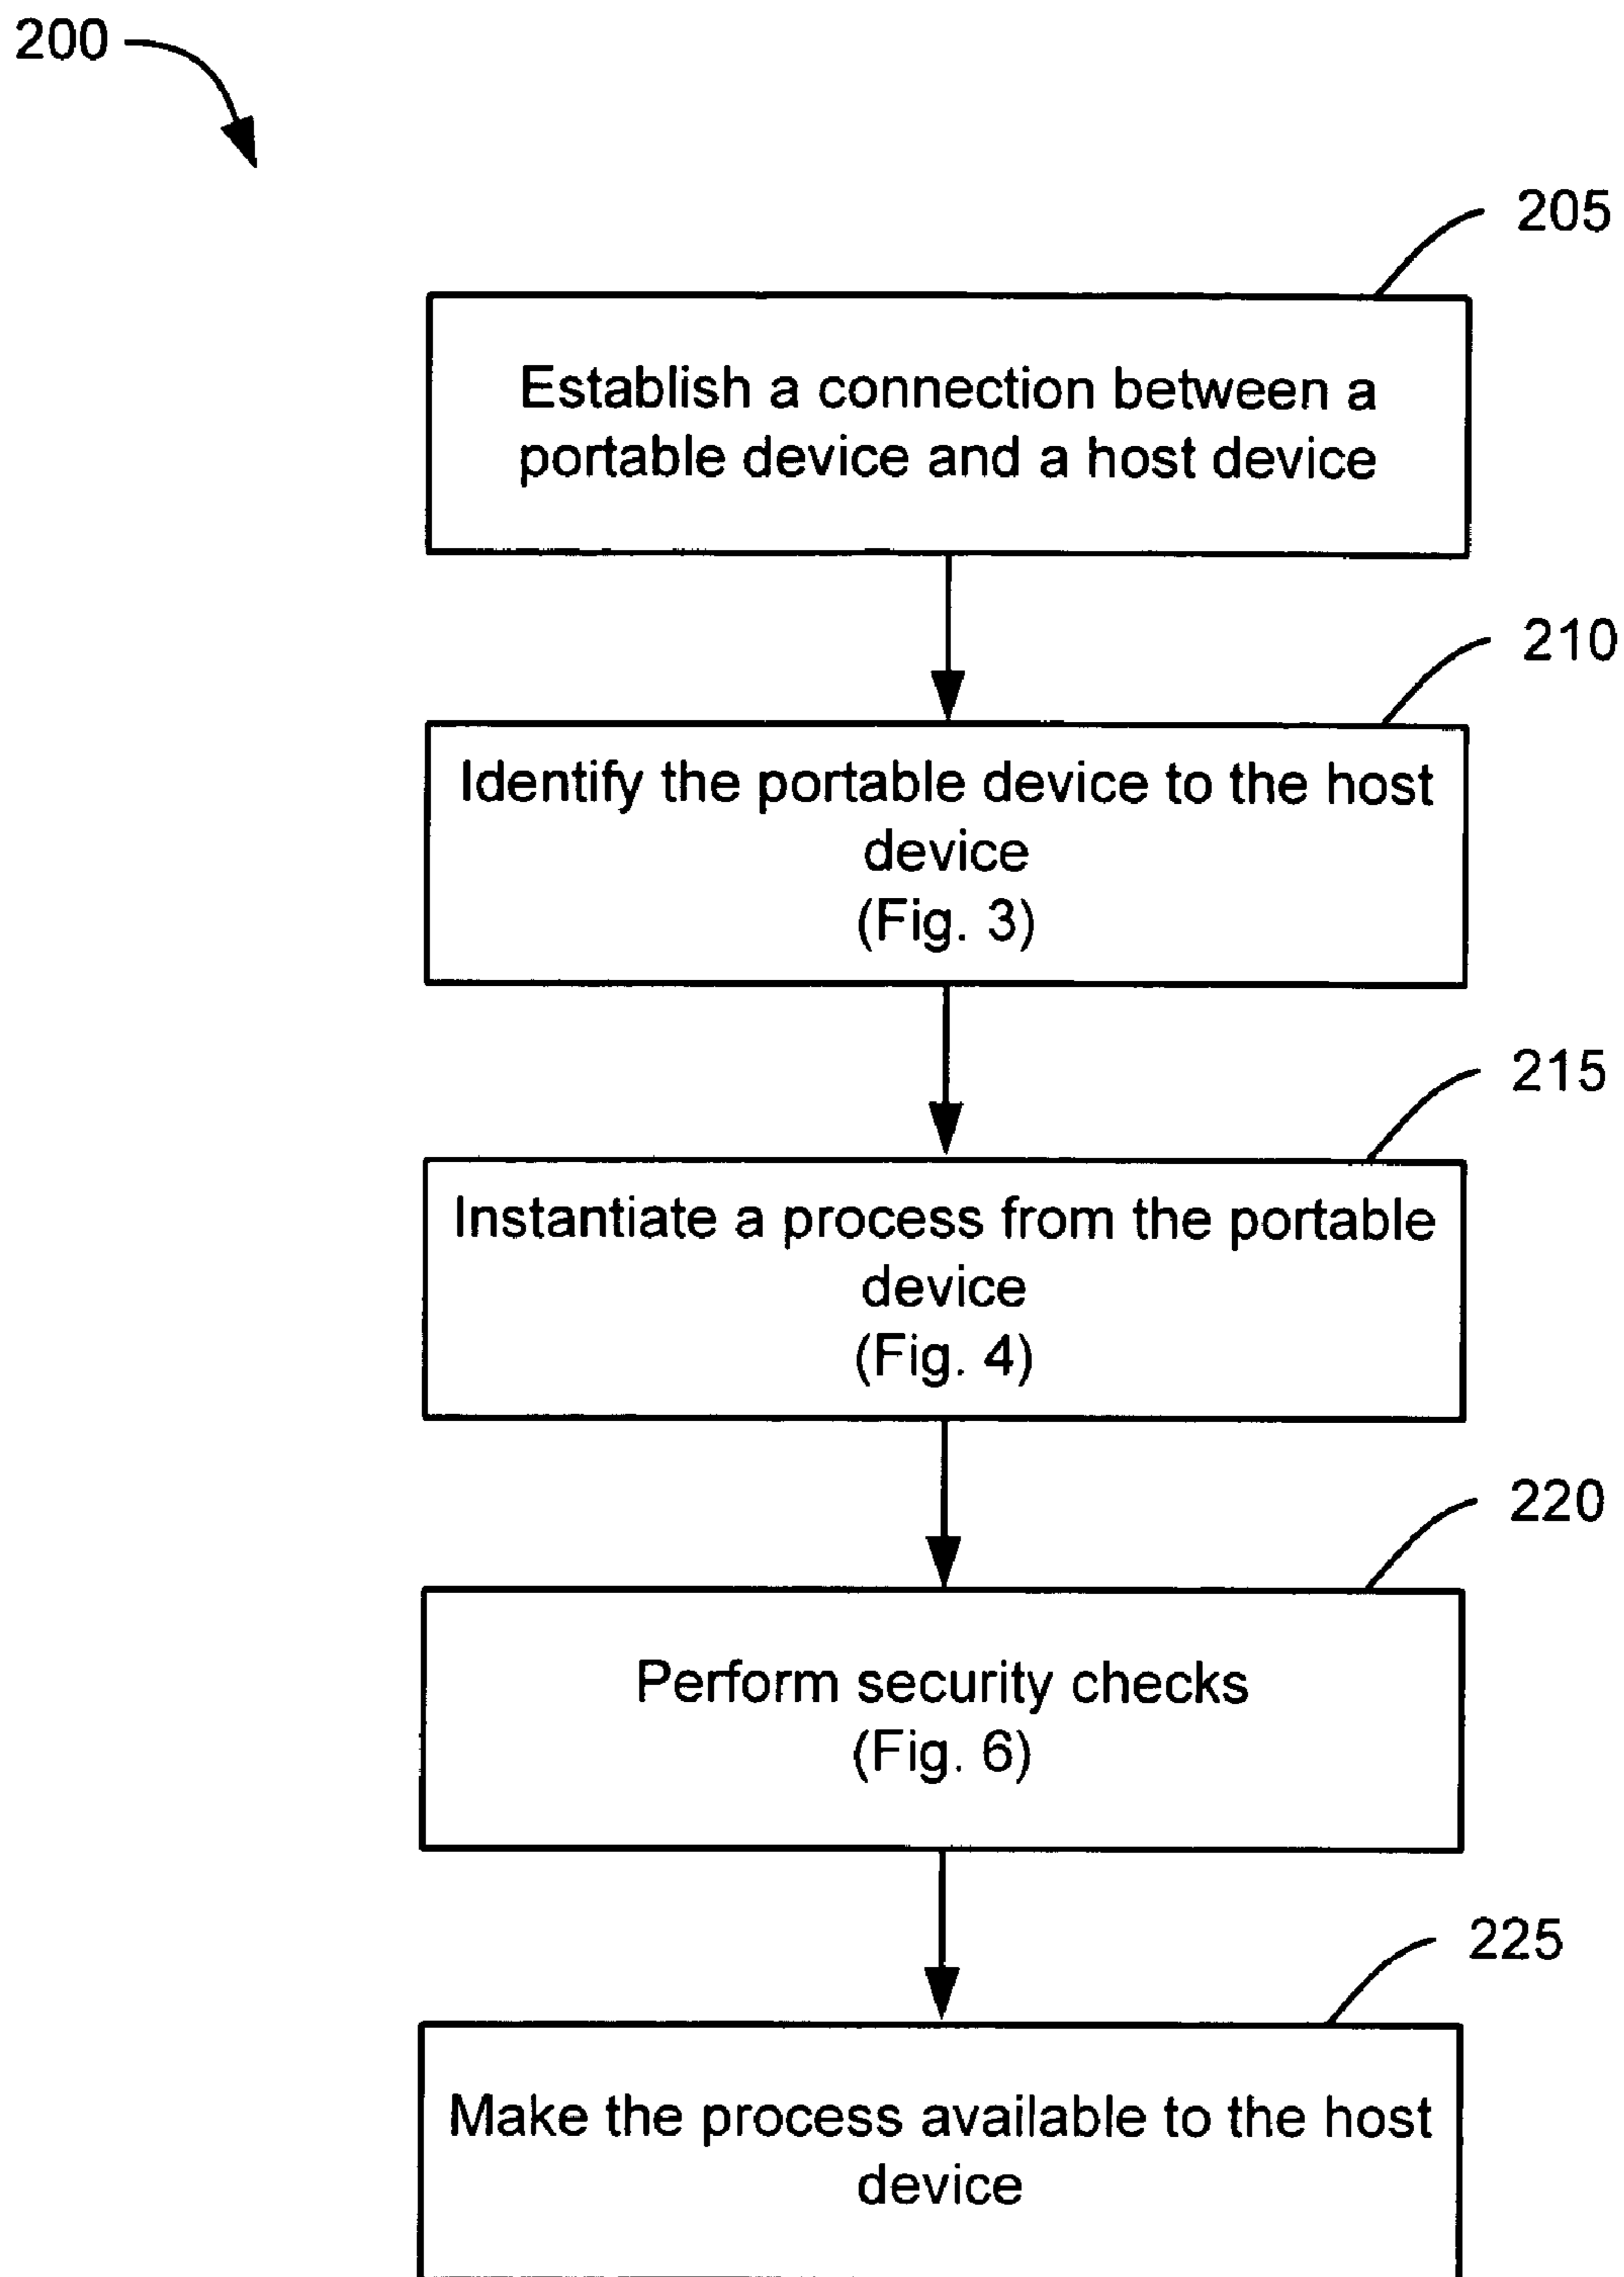 200
205
Establish a connection between a
portable device and a host device
210
Identify the portable device to the host
device
(Fig. 3)
215
Instantiate a process from the portable
device
(Fig. 4)
220
Perform security checks
(Fig. 6)
225
Make the process available to the host
device